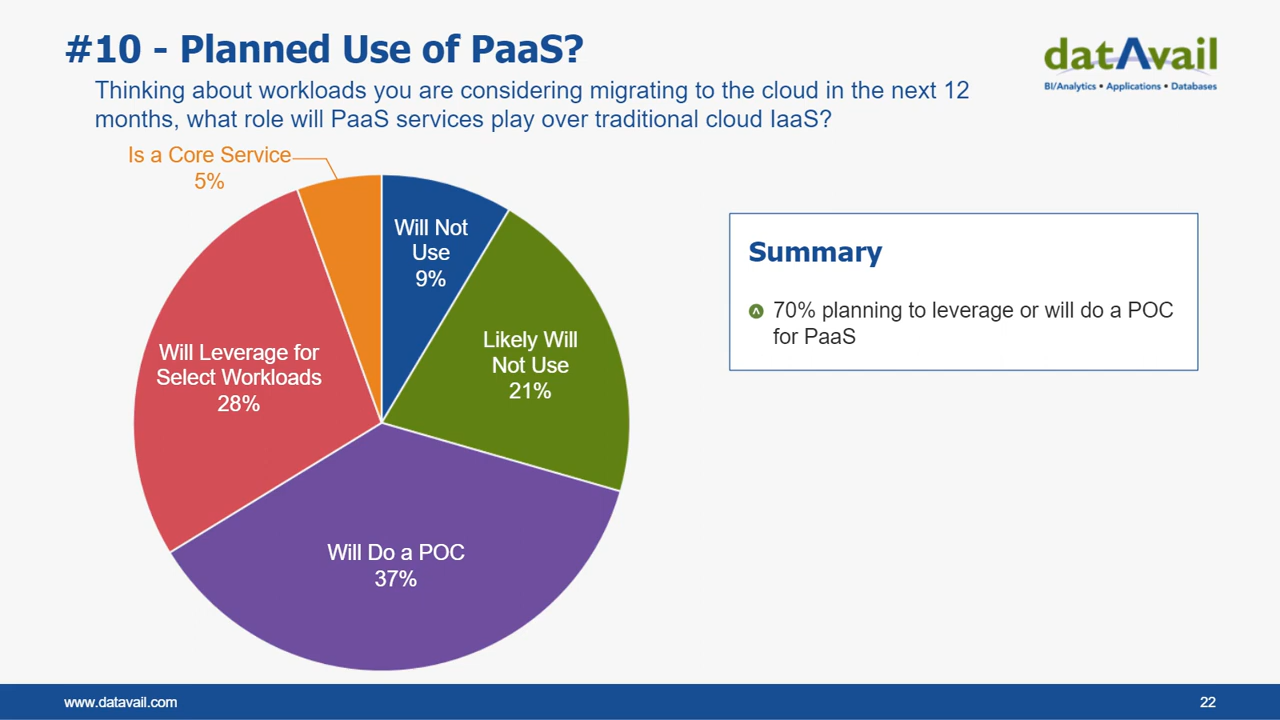 #10 - Planned Use of PaaS?
datAvail
BI/Analytics • Applications • Databases
Thinking about workloads you are considering migrating to the cloud in the next 12
months, what role will PaaS services play over traditional cloud IaaS?
Is a Core Service
5%
Will Not
Use
9%
Likely Will
Not Use
21%
Will Leverage for
Select Workloads
28%
Will Do a POC
37%
Summary
70% planning to leverage or will do a POC
for PaaS
www.datavail.com
22